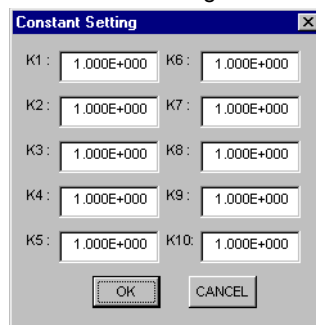 Constant Setting
K1 : 1.000E+000 K6 : 1.000E+000
K2 : 1.000E+000 K7 : 1.000E+000
K3 : 1.000E+000 K8 : 1.000E+000
K4 : 1.000E+000 K9 : 1.000E+000
K5 : 1.000E+000 K10: 1.000E+000
OK CANCEL